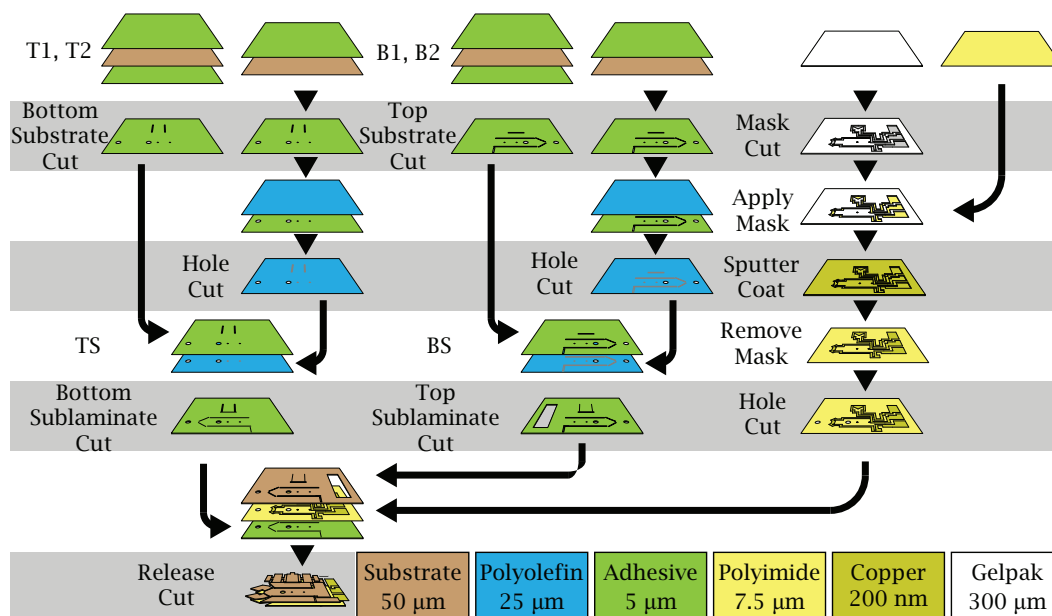 T1, T2
B1, B2
Bottom
Substrate
Cut
Top
Substrate
Cut
Mask
Cut
Apply
Mask
Hole
Cut
Hole
Cut
Sputter
Coat
TS
BS
Remove
Mask
Bottom
Sublaminate
Cut
Top
Sublaminate
Cut
Hole
Cut
Release
Cut
Substrate
50 μm
Polyolefin
25 μm
Adhesive
5 μm
Polyimide
7.5 μm
Copper
200 nm
Gelpak
300 μm